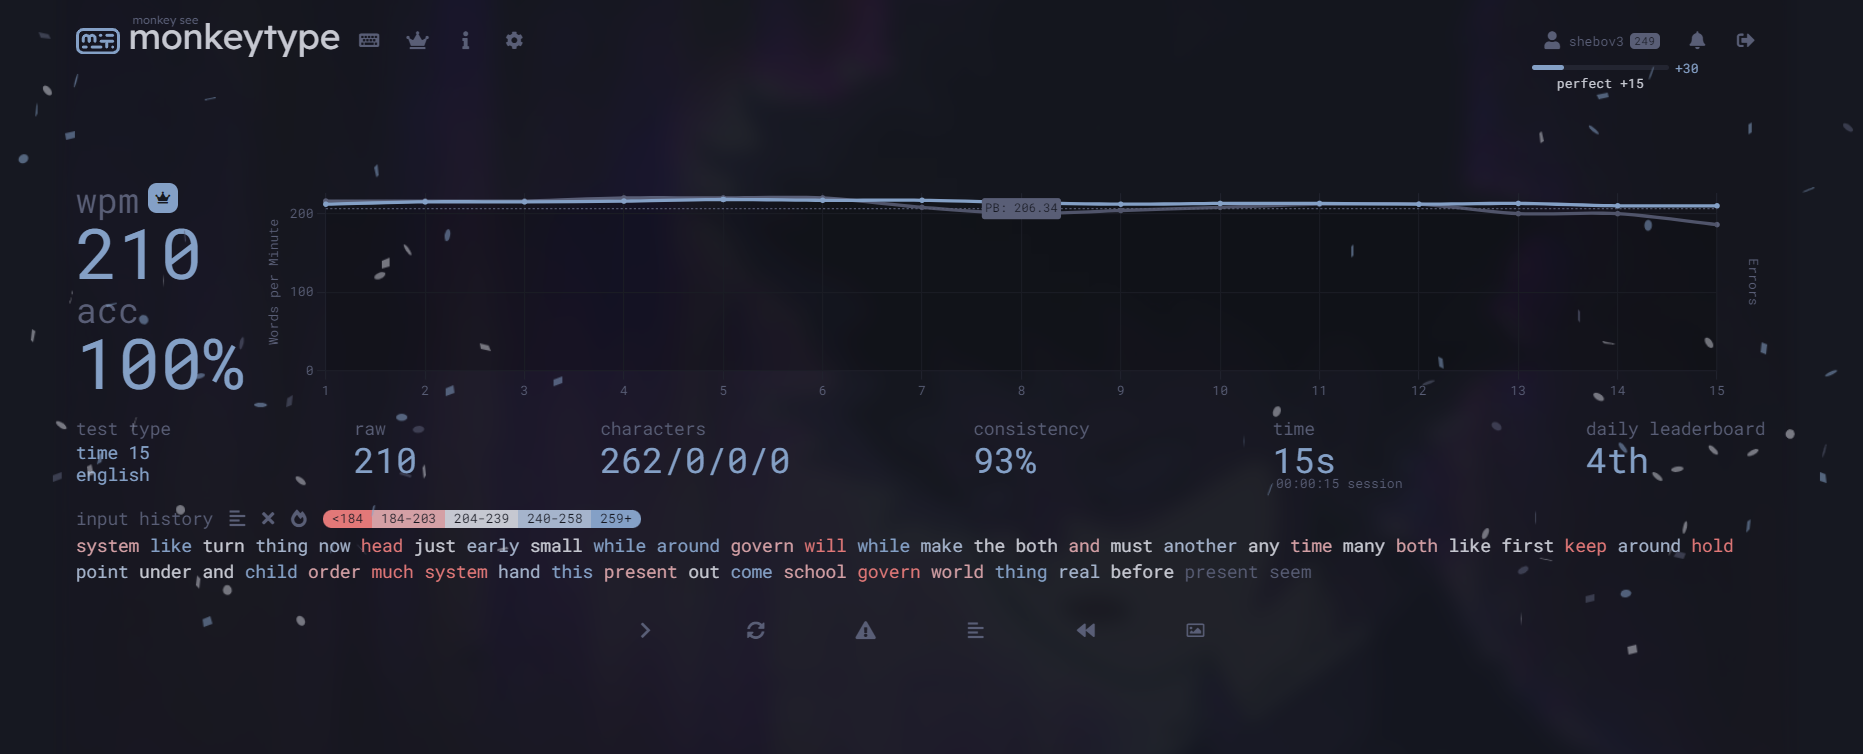 monkey see
monkeytype
shebov3 249
+30
perfect +15
wpm
210
acc
100%
Words per Minute
200
100
0
PB: 206.34
1 2 3 4 5 6 7 8 9 10 11 12 13 14 15
Errors
test type
time 15
english
raw
210
characters
262/0/0/0
consistency
93%
time
15s
00:00:15 session
daily leaderboard
4th
input history <184 184-203 204-239 240-258 259+
system like turn thing now head just early small while around govern will while make the both and must another any time many both like first keep around hold
point under and child order much system hand this present out come school govern world thing real before present seem